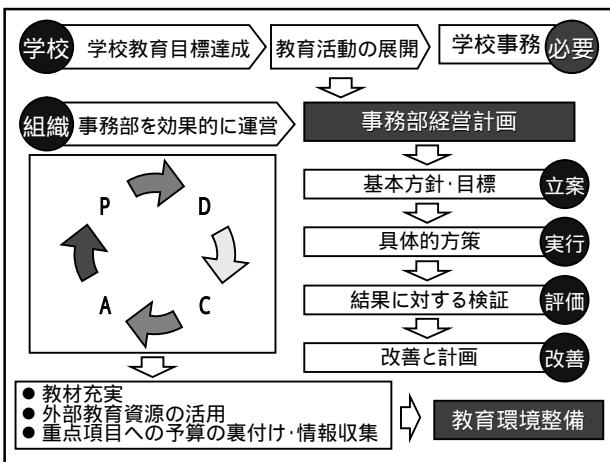 学校 学校教育目標達成 教育活動の展開 学校事務 必要
組織 事務部を効果的に運営 事務部経営計画
P D
A C
基本方針・目標 立案
具体的方策 実行
結果に対する検証 評価
改善と計画 改善
● 教材充実
● 外部教育資源の活用
● 重点項目への予算の裏付け・情報収集
教育環境整備